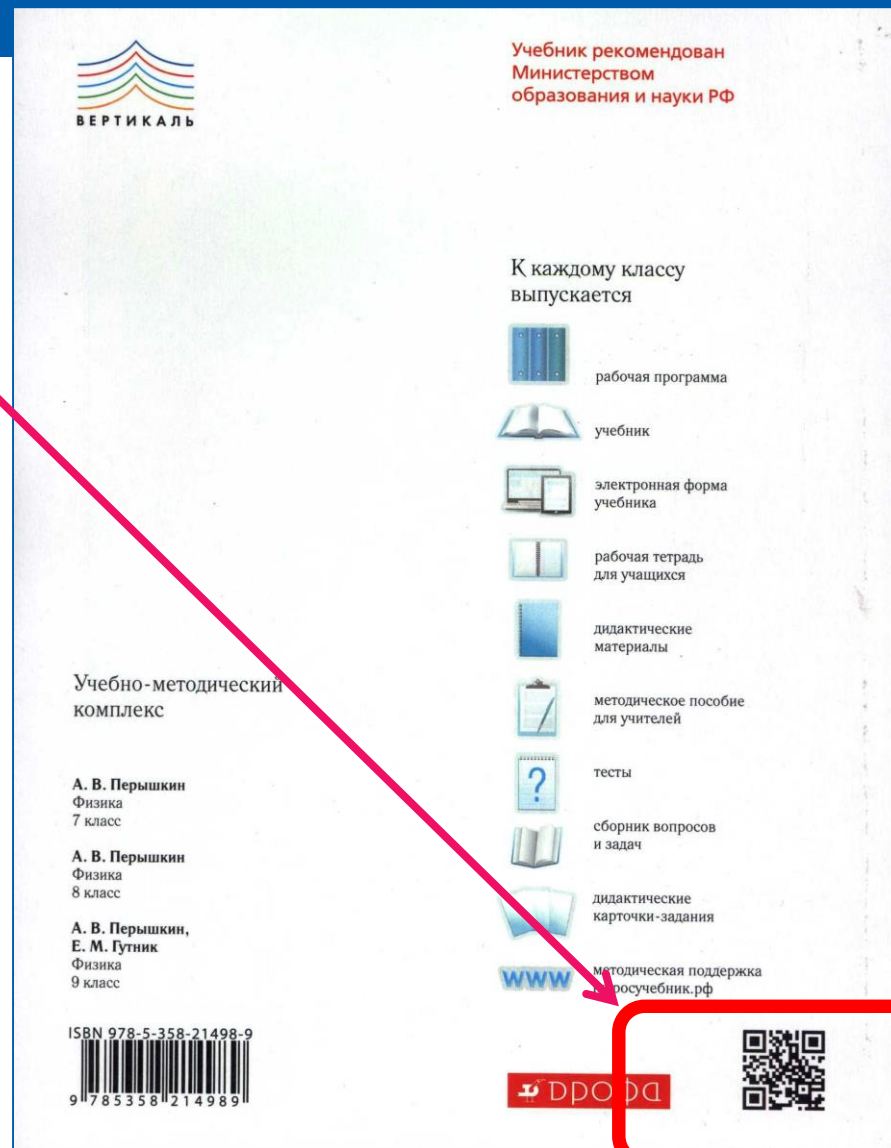 ВЕРТИКАЛЬ
Учебник рекомендован
Министерством
образования и науки РФ
К каждому классу
выпускается
рабочая программа
учебник
электронная форма
учебника
рабочая тетрадь
для учащихся
дидактические
материалы
методическое пособие
для учителей
?
тесты
сборник вопросов
и задач
дидактические
карточки-задания
www
методическая поддержка
росучебник.рф
Учебно-методический
комплекс
А. В. Перышкин
Физика
7 класс
А. В. Перышкин
Физика
8 класс
А. В. Перышкин,
Е. М. Гутник
Физика
9 класс
ISBN 978-5-358-21498-9
9 785358 214989
дрофа